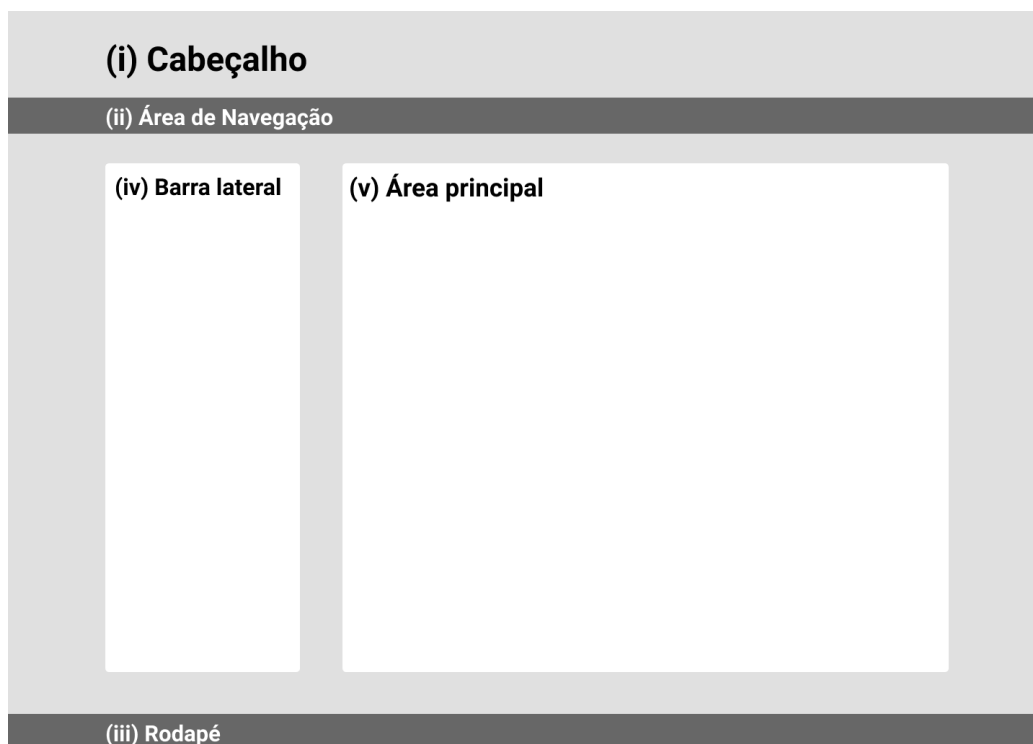 (i) Cabeçalho
(ii) Área de Navegação
(iv) Barra lateral
(v) Área principal
(iii) Rodapé